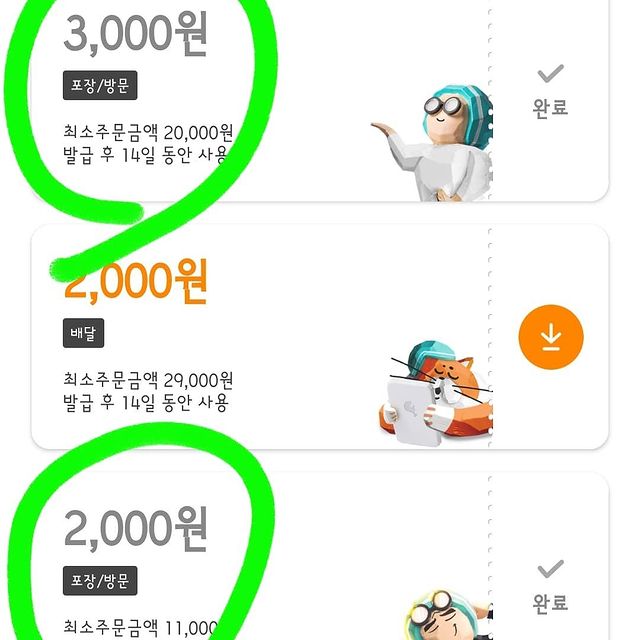 3,000원
포장/방문
최소주문금액 20,000원
발급 후 14일 동안 사용
완료
2,000원
배달
최소주문금액 29,000원
발급 후 14일 동안 사용
2,000원
포장/방문
최소주문금액 11,000
완료